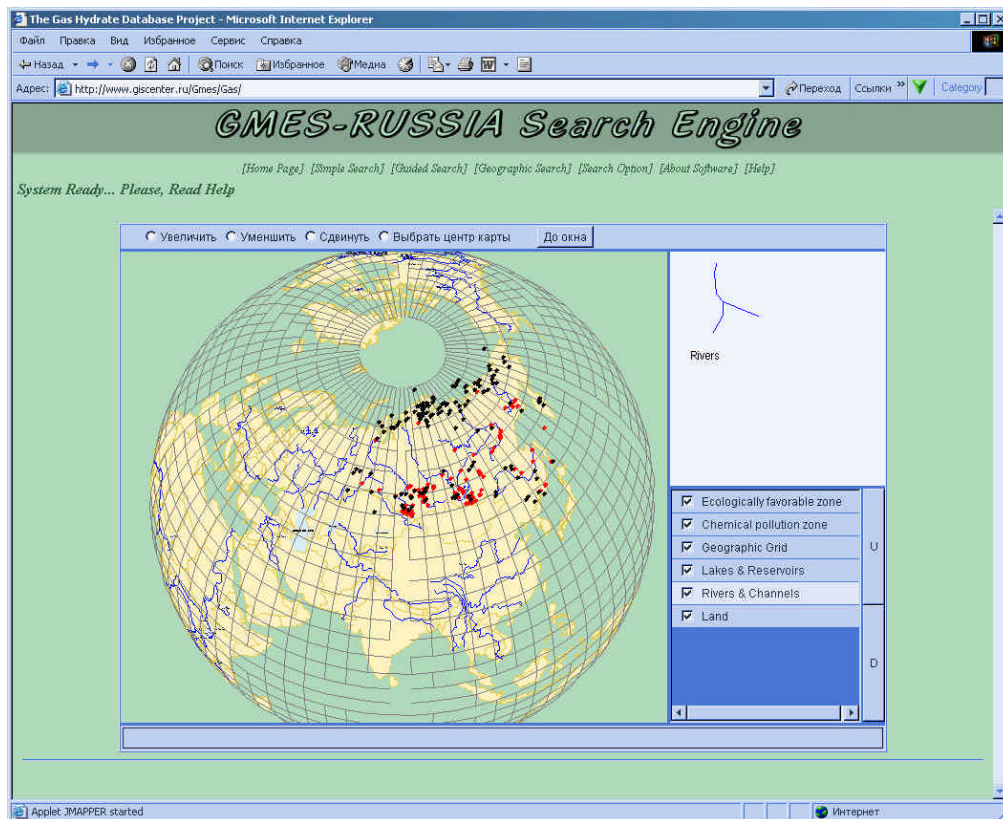 The Gas Hydrate Database Project - Microsoft Internet Explorer
Файл Правка Вид Избранное Сервис Справка
Назад Поиск Избранное Медиа
Адрес: http://www.giscenter.ru/Gmes/Gas/ Переход Ссылки » Category
GMES-RUSSIA Search Engine
[Home Page] [Simple Search] [Guided Search] [Geographic Search] [Search Option] [About Software] [Help]
System Ready... Please, Read Help
Увеличить Уменьшить Сдвинуть Выбрать центр карты До окна
Rivers
Ecologically favorable zone
Chemical pollution zone
Geographic Grid
Lakes & Reservoirs
Rivers & Channels
Land
U
D
Applet JMAPPER started Интернет